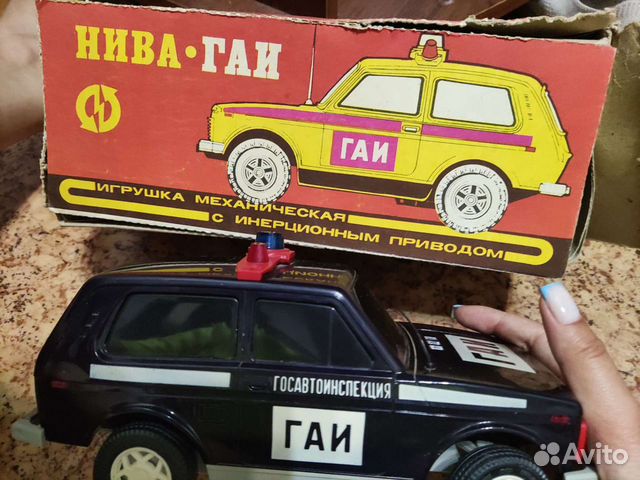 НИВА·ГАИ
ГАИ
ИГРУШКА МЕХАНИЧЕСКАЯ
С ИНЕРЦИОННЫМ ПРИВОДОМ
ГОСАВТОИНСПЕКЦИЯ
ГАИ
ГАИ
Avito